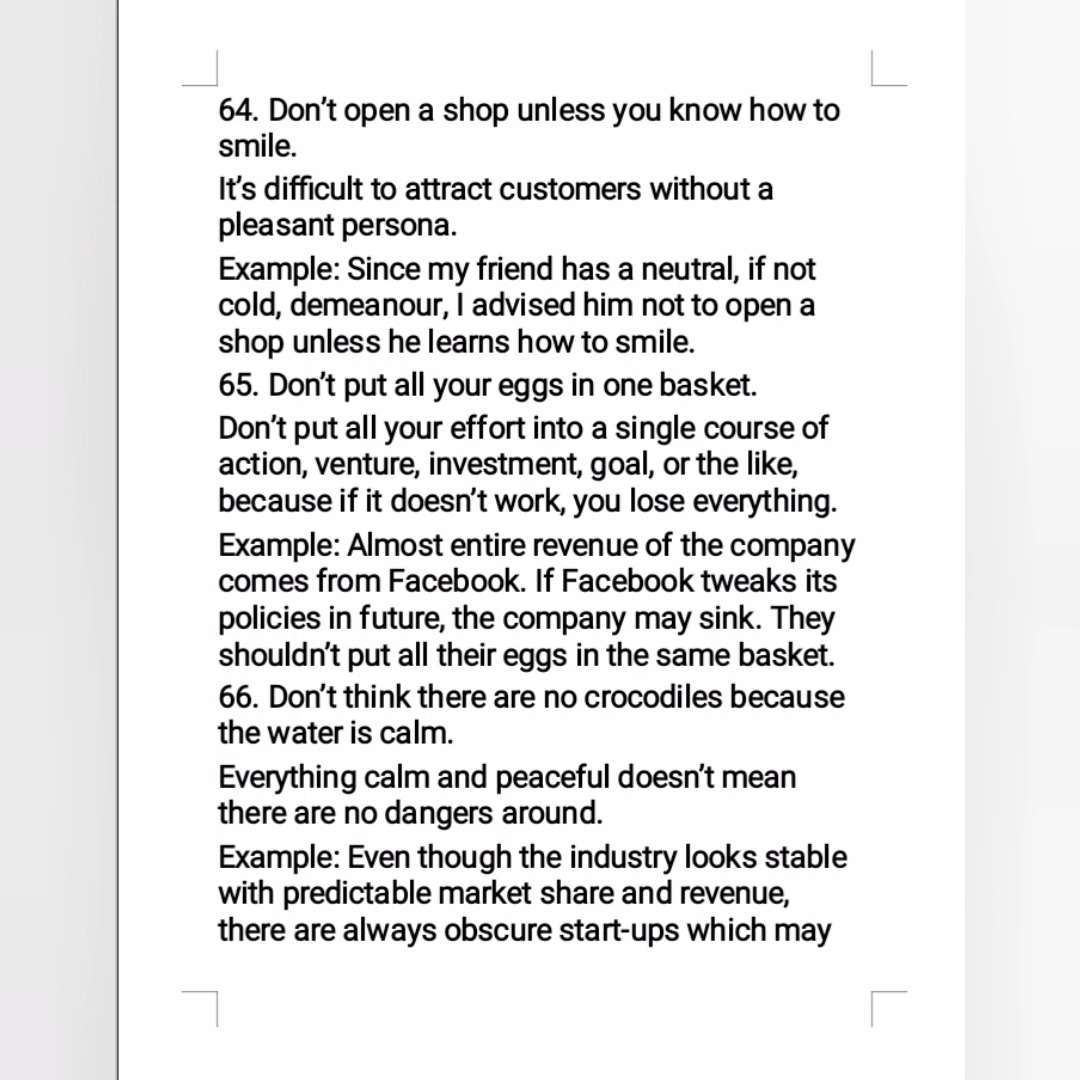 64. Don’t open a shop unless you know how to
smile.
It’s difficult to attract customers without a
pleasant persona.
Example: Since my friend has a neutral, if not
cold, demeanour, I advised him not to open a
shop unless he learns how to smile.
65. Don’t put all your eggs in one basket.
Don’t put all your effort into a single course of
action, venture, investment, goal, or the like,
because if it doesn’t work, you lose everything.
Example: Almost entire revenue of the company
comes from Facebook. If Facebook tweaks its
policies in future, the company may sink. They
shouldn’t put all their eggs in the same basket.
66. Don’t think there are no crocodiles because
the water is calm.
Everything calm and peaceful doesn’t mean
there are no dangers around.
Example: Even though the industry looks stable
with predictable market share and revenue,
there are always obscure start-ups which may